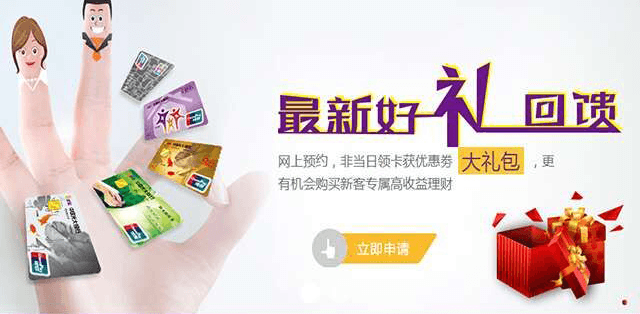 最新好礼回馈
网上预约，非当日领卡获优惠券 大礼包，更
有机会购买新客专属高收益理财
立即申请